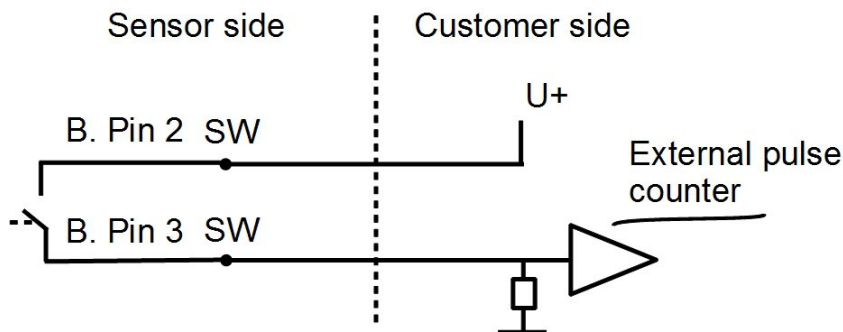 Sensor side
Customer side
U+
B. Pin 2 SW
External pulse
counter
B. Pin 3 SW